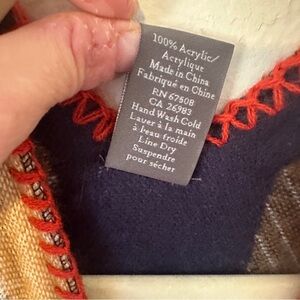 100% Acrylic/
Acrylique
Made in China
Fabriqué en Chine
RN 67508
CA 26983
Hand Wash Cold
Laver à la main
à l'eau froide
Line Dry
Suspendre
pour sécher